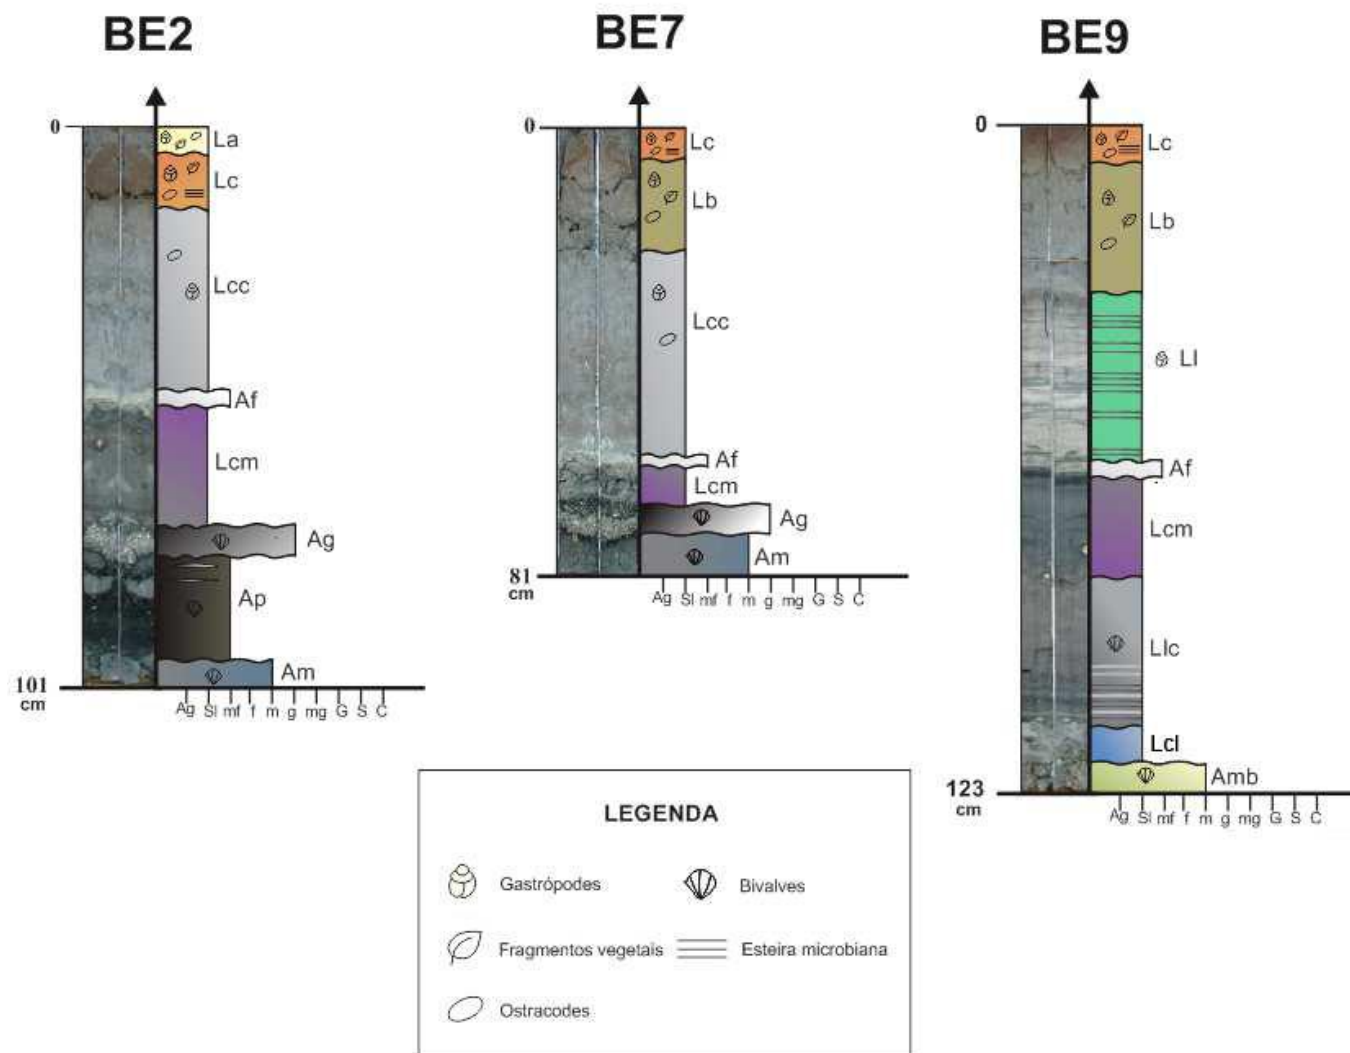 BE2
0
La
Lc
Lcc
Af
Lcm
Ag
Ap
Am
101
cm
Ag Sl mf f m g mg G S C
BE7
0
Lc
Lb
Lcc
Af
Lcm
Ag
Am
81
cm
Ag Sl mf f m g mg G S C
BE9
0
Lc
Lb
Ll
Af
Lcm
Llc
Lcl
Amb
123
cm
Ag Sl mf f m g mg G S C
LEGENDA
Gastrópodes
Bivalves
Fragmentos vegetais
Esteira microbiana
Ostracodes